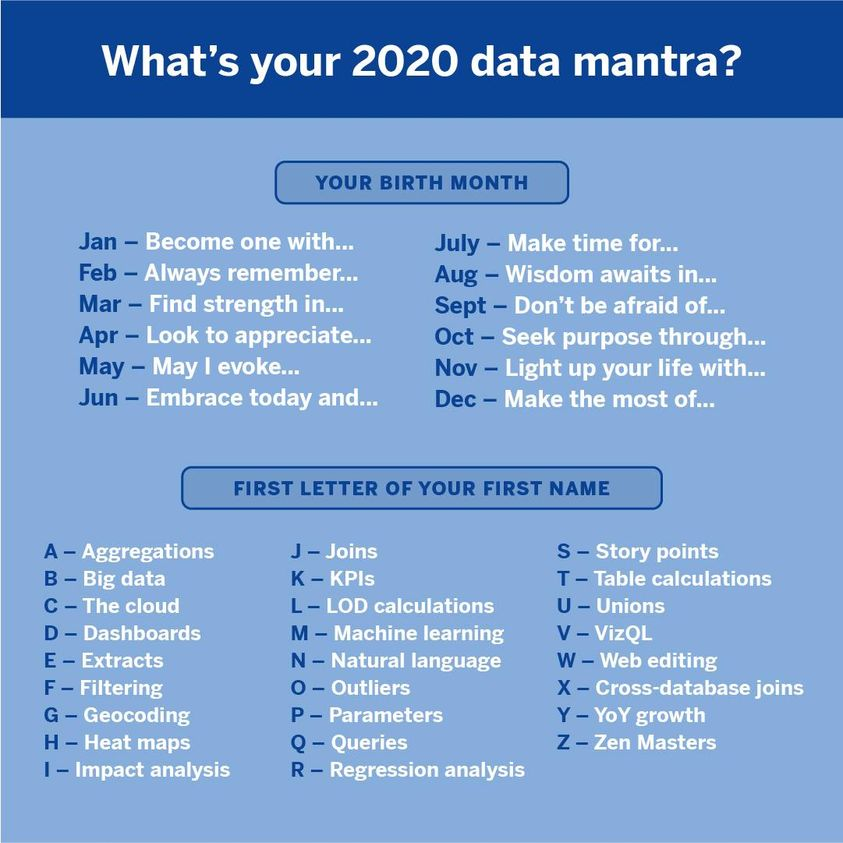 What's your 2020 data mantra?
YOUR BIRTH MONTH
Jan – Become one with...
Feb – Always remember...
Mar – Find strength in...
Apr – Look to appreciate...
May – May I evoke...
Jun – Embrace today and...
July – Make time for...
Aug – Wisdom awaits in...
Sept – Don't be afraid of...
Oct – Seek purpose through...
Nov – Light up your life with...
Dec – Make the most of...
FIRST LETTER OF YOUR FIRST NAME
A – Aggregations
B – Big data
C – The cloud
D – Dashboards
E – Extracts
F – Filtering
G – Geocoding
H – Heat maps
I – Impact analysis
J – Joins
K – KPIs
L – LOD calculations
M – Machine learning
N – Natural language
O – Outliers
P – Parameters
Q – Queries
R – Regression analysis
S – Story points
T – Table calculations
U – Unions
V – VizQL
W – Web editing
X – Cross-database joins
Y – YoY growth
Z – Zen Masters